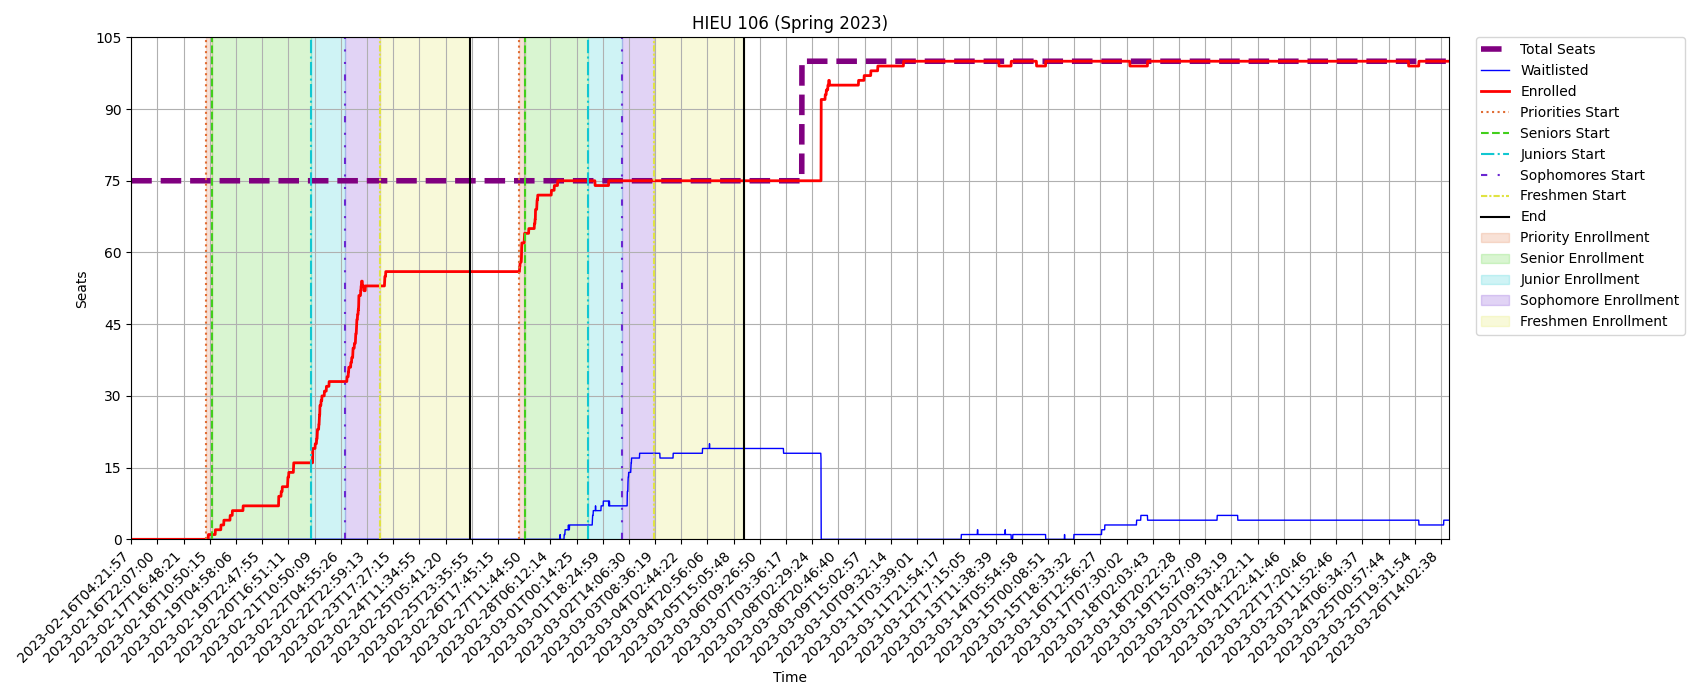 HIEU 106 (Spring 2023)
105
90
75
60
45
30
15
0
Seats
2023-02-16T04:21:57
2023-02-16T22:07:00
2023-02-17T16:48:21
2023-02-18T10:50:15
2023-02-19T04:58:06
2023-02-19T22:47:55
2023-02-20T16:51:11
2023-02-21T10:50:09
2023-02-22T04:55:26
2023-02-22T22:59:13
2023-02-23T17:27:15
2023-02-24T11:34:55
2023-02-25T05:41:20
2023-02-25T23:35:55
2023-02-26T17:45:15
2023-02-27T11:44:50
2023-02-28T06:12:14
2023-03-01T00:14:25
2023-03-01T18:24:59
2023-03-02T14:06:30
2023-03-03T08:36:19
2023-03-04T02:44:22
2023-03-04T20:56:06
2023-03-05T15:05:48
2023-03-06T09:26:50
2023-03-07T03:36:17
2023-03-08T02:29:24
2023-03-08T20:46:40
2023-03-09T15:02:57
2023-03-10T09:32:14
2023-03-11T03:39:01
2023-03-11T21:54:17
2023-03-12T17:15:05
2023-03-13T11:38:39
2023-03-14T05:54:58
2023-03-15T00:08:51
2023-03-15T18:33:32
2023-03-16T12:56:27
2023-03-17T07:30:02
2023-03-18T02:03:43
2023-03-18T20:22:28
2023-03-19T15:27:09
2023-03-20T09:53:19
2023-03-21T04:22:11
2023-03-21T22:41:46
2023-03-22T17:20:46
2023-03-23T11:52:46
2023-03-24T06:34:37
2023-03-25T00:57:44
2023-03-25T19:31:54
2023-03-26T14:02:38
Time
Total Seats
Waitlisted
Enrolled
Priorities Start
Seniors Start
Juniors Start
Sophomores Start
Freshmen Start
End
Priority Enrollment
Senior Enrollment
Junior Enrollment
Sophomore Enrollment
Freshmen Enrollment